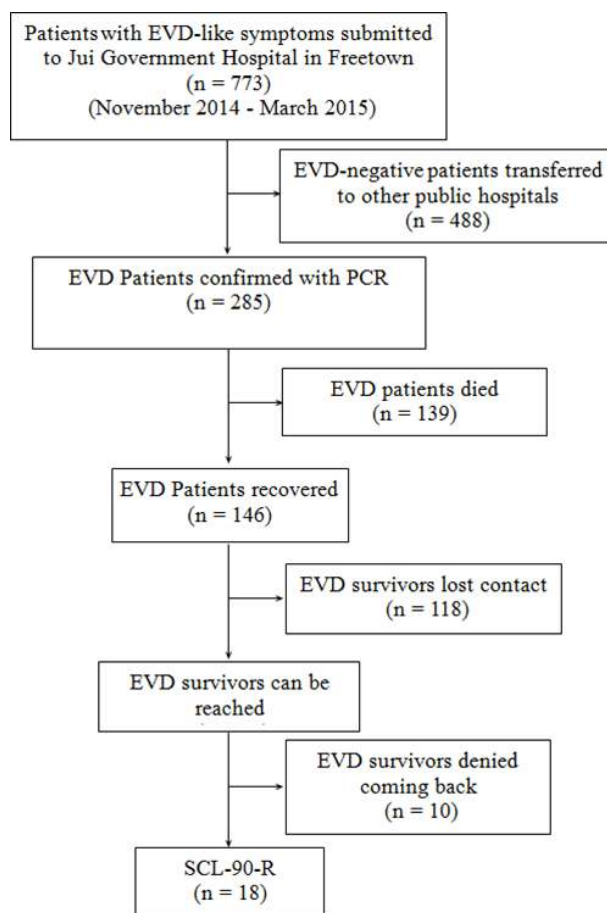 Patients with EVD-like symptoms submitted
to Jui Government Hospital in Freetown
(n = 773)
(November 2014 - March 2015)
EVD-negative patients transferred
to other public hospitals
(n = 488)
EVD Patients confirmed with PCR
(n = 285)
EVD patients died
(n = 139)
EVD Patients recovered
(n = 146)
EVD survivors lost contact
(n = 118)
EVD survivors can be
reached
EVD survivors denied
coming back
(n = 10)
SCL-90-R
(n = 18)